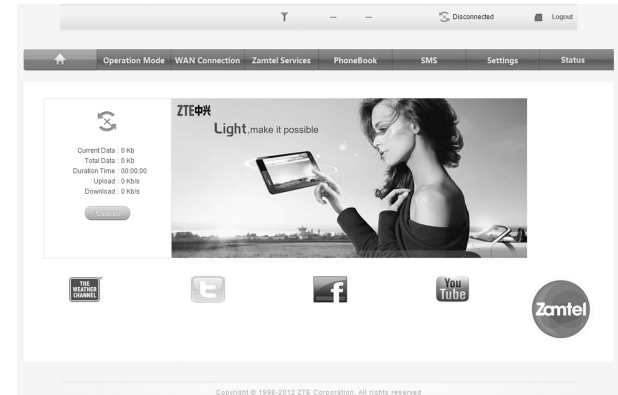 --- --- Disconnected Logout
Operation Mode WAN Connection Zamtel Services PhoneBook SMS Settings Status
Current Data : 0 Kb
Total Data : 0 Kb
Duration Time : 00:00:00
Upload : 0 Kb/s
Download : 0 Kb/s
Connect
ZTE中兴
Light ,make it possible
THE
WEATHER
CHANNEL
t
f
You
Tube
Zamtel
Copyright © 1998-2012 ZTE Corporation. All rights reserved